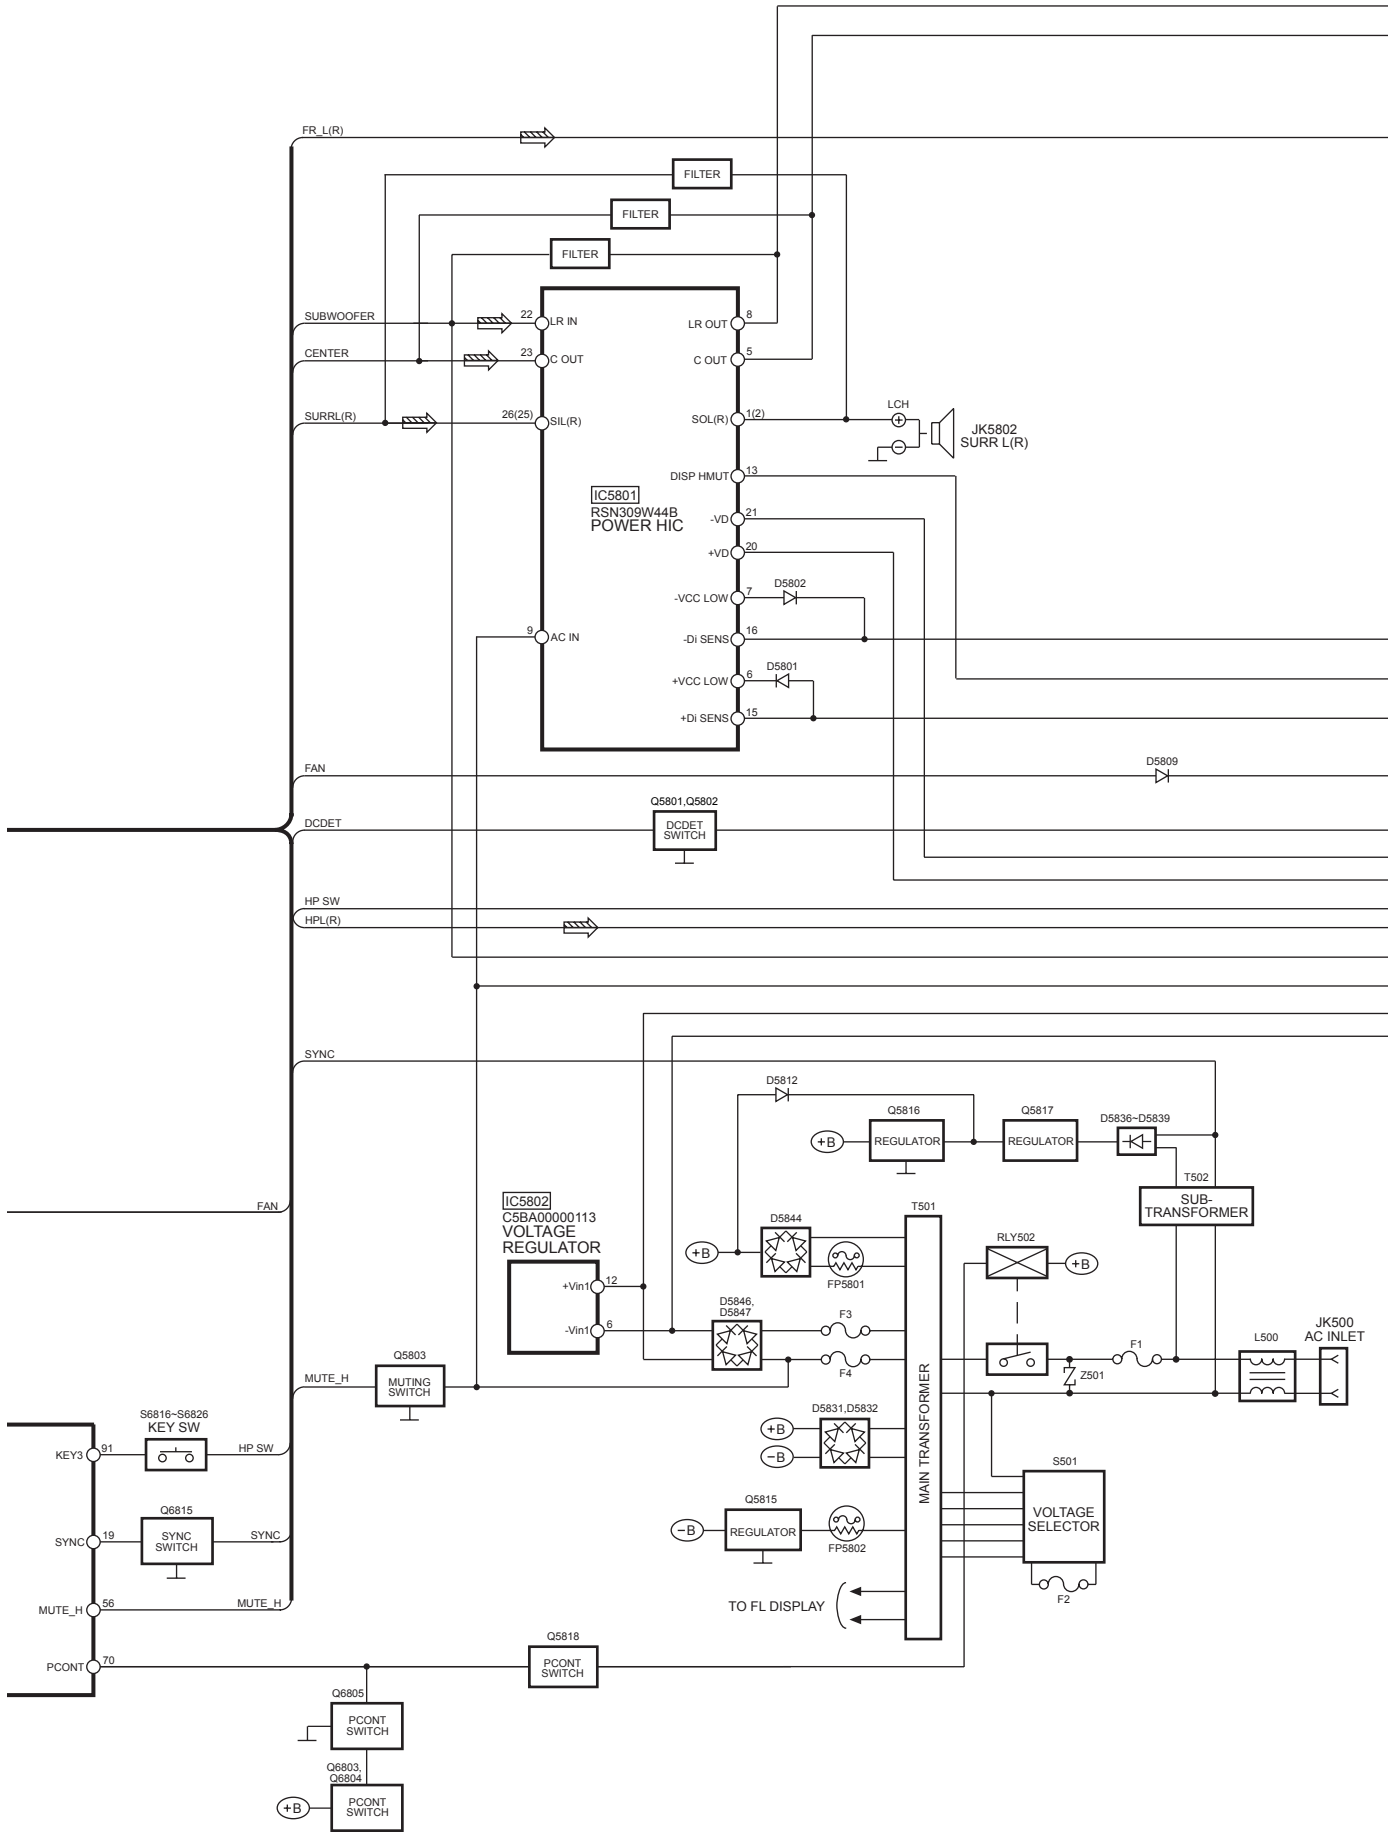 FR_L(R)
FILTER
FILTER
FILTER
SUBWOOFER
22
LR IN
LR OUT
8
CENTER
23
C OUT
C OUT
5
SURRL(R)
26(25)
SIL(R)
SOL(R)
1(2)
LCH
+
−
JK5802
SURR L(R)
DISP HMUT
13
IC5801
RSN309W44B
POWER HIC
-VD
21
+VD
20
D5802
-VCC LOW
7
9
AC IN
-Di SENS
16
D5801
+VCC LOW
6
+Di SENS
15
FAN
D5809
Q5801,Q5802
DCDET
DCDET
SWITCH
HP SW
HPL(R)
SYNC
D5812
Q5816
Q5817
D5836~D5839
+B
REGULATOR
REGULATOR
T502
SUB-
TRANSFORMER
FAN
IC5802
C5BA00000113
VOLTAGE
REGULATOR
T501
D5844
+B
FP5801
RLY502
+B
+Vin1
12
-Vin1
6
D5846,
D5847
F3
F4
JK500
AC INLET
L500
F1
Z501
Q5803
MUTE_H
MUTING
SWITCH
MAIN TRANSFORMER
D5831,D5832
+B
−B
S6816~S6826
KEY SW
KEY3
91
HP SW
S501
VOLTAGE
SELECTOR
F2
Q6815
SYNC
19
SYNC
SWITCH
SYNC
Q5815
−B
REGULATOR
FP5802
MUTE_H
56
MUTE_H
TO FL DISPLAY
PCONT
70
Q5818
PCONT
SWITCH
Q6805
PCONT
SWITCH
Q6803,
Q6804
+B
PCONT
SWITCH